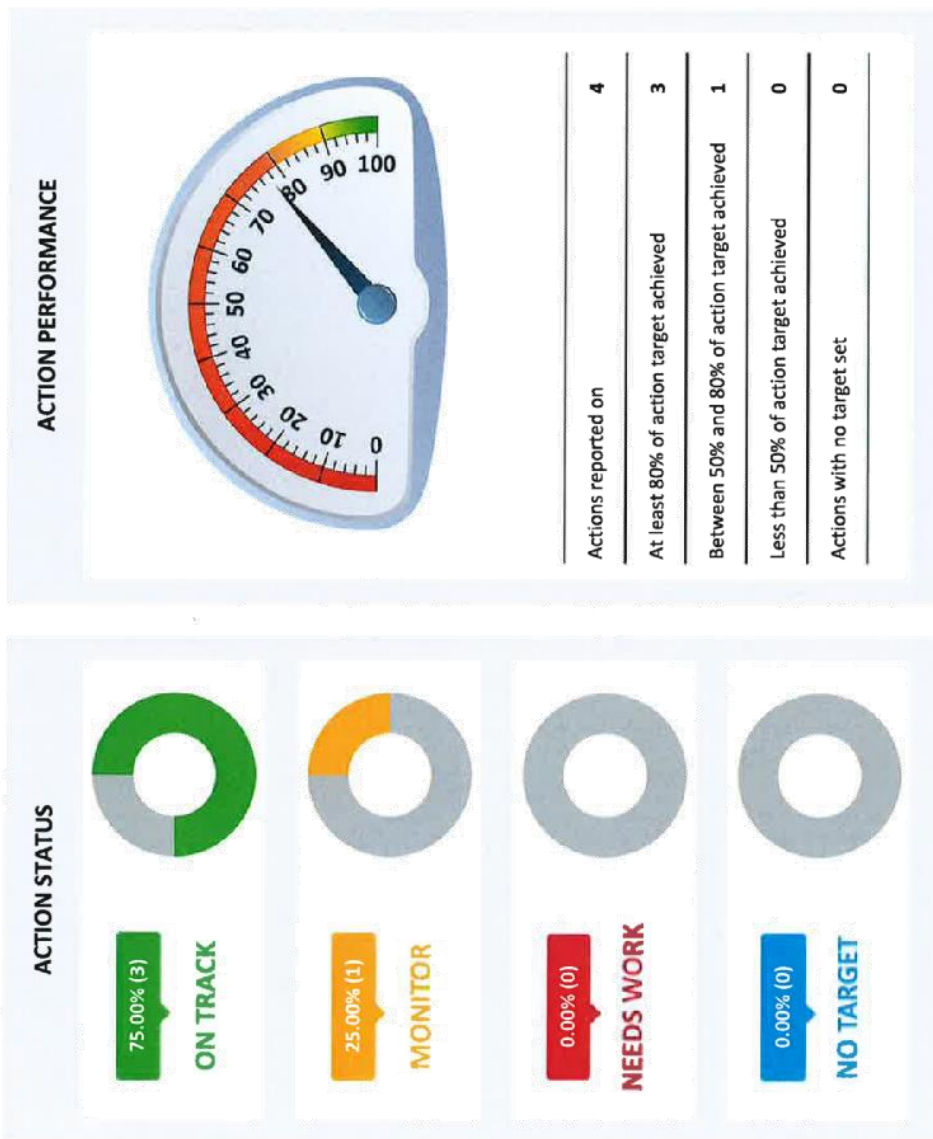 ACTION STATUS
75.00% (3)
ON TRACK
25.00% (1)
MONITOR
0.00% (0)
NEEDS WORK
0.00% (0)
NO TARGET
ACTION PERFORMANCE
0
10
20
30
40
50
60
70
80
90
100
Actions reported on 4
At least 80% of action target achieved 3
Between 50% and 80% of action target achieved 1
Less than 50% of action target achieved 0
Actions with no target set 0